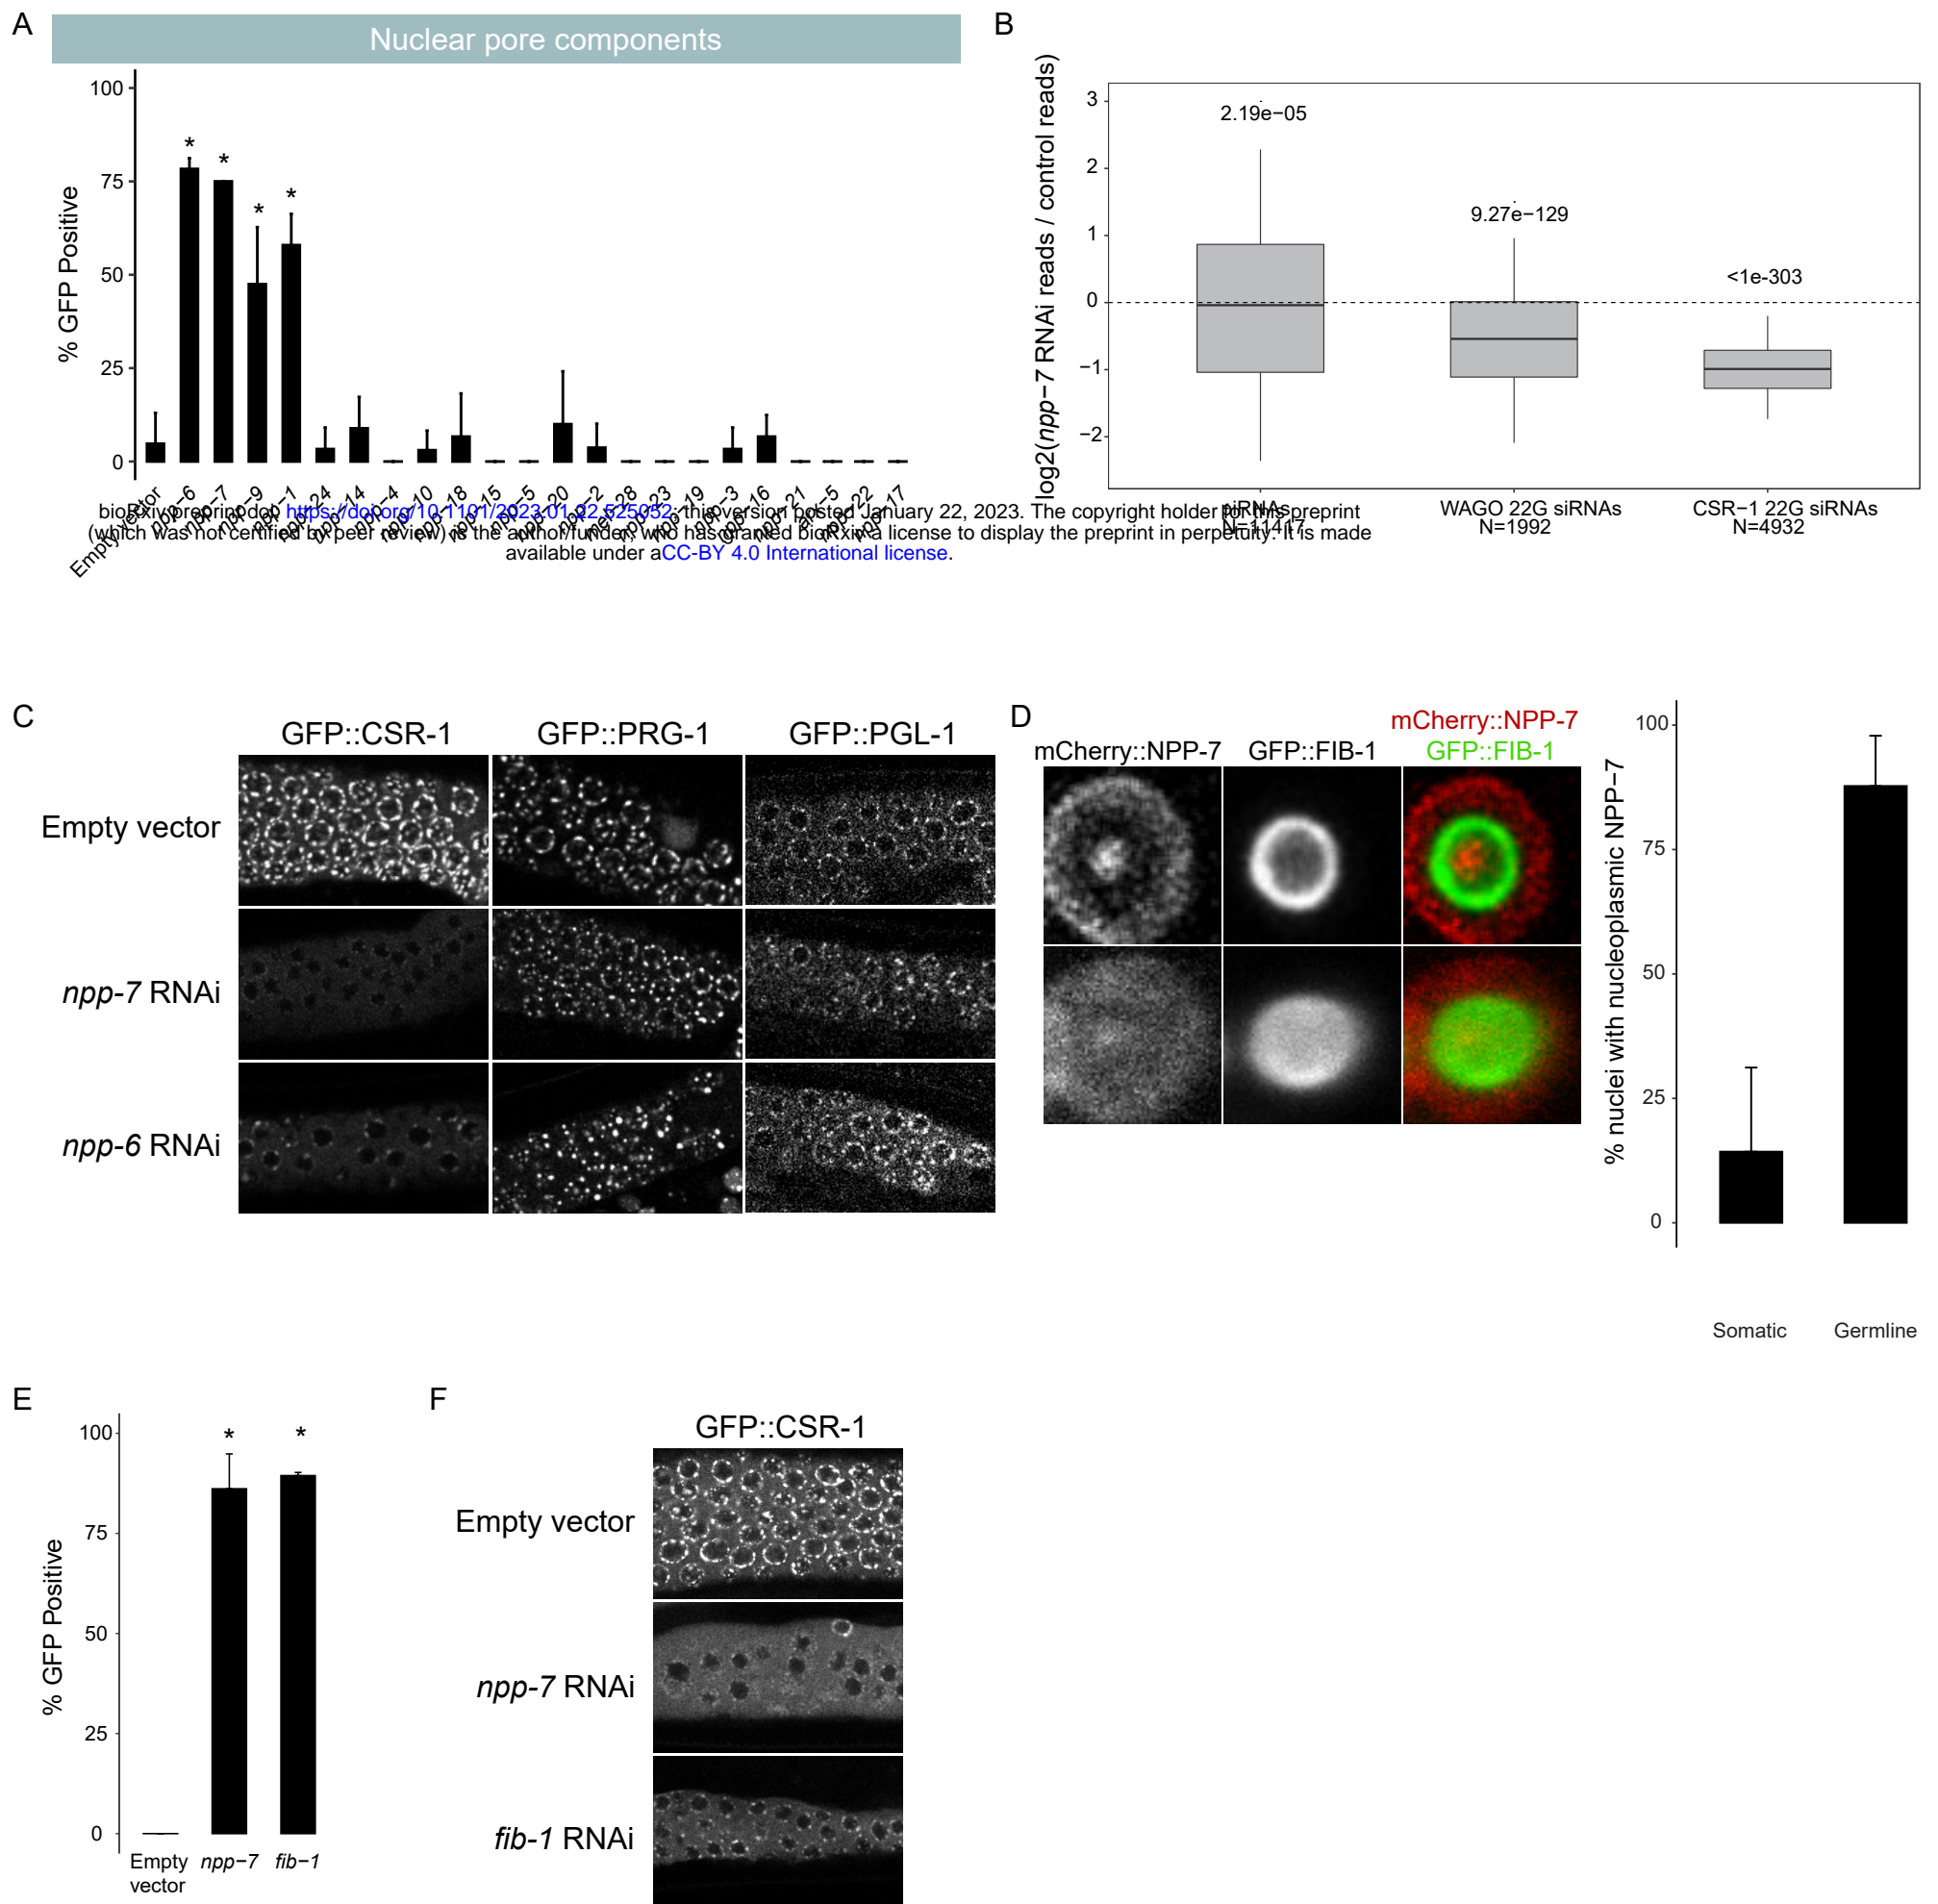 A
Nuclear pore components
% GFP Positive
100
75
50
25
0
*
*
*
*
Empty vector
npp−6
npp−7
npp−9
npp−1
npp−24
npp−14
npp−4
npp−10
npp−18
npp−15
npp−5
npp−20
npp−2
mel−28
npp−23
npp−19
npp−3
npp−21
npp−22
npp−17
bioRxiv preprint doi: https://doi.org/10.1101/2023.01.22.525052; this version posted January 22, 2023. The copyright holder for this preprint
(which was not certified by peer review) is the author/funder, who has granted bioRxiv a license to display the preprint in perpetuity. It is made
available under aCC-BY 4.0 International license.
B
log2(npp−7 RNAi reads / control reads)
3
2
1
0
−1
−2
2.19e−05
9.27e−129
<1e-303
piRNAs
N=11417
WAGO 22G siRNAs
N=1992
CSR−1 22G siRNAs
N=4932
C
GFP::CSR-1
GFP::PRG-1
GFP::PGL-1
Empty vector
npp-7 RNAi
npp-6 RNAi
D
mCherry::NPP-7
GFP::FIB-1
mCherry::NPP-7
GFP::FIB-1
% nuclei with nucleoplasmic NPP−7
100
75
50
25
0
Somatic
Germline
E
% GFP Positive
100
75
50
25
0
*
*
Empty
vector
npp−7
fib−1
F
GFP::CSR-1
Empty vector
npp-7 RNAi
fib-1 RNAi